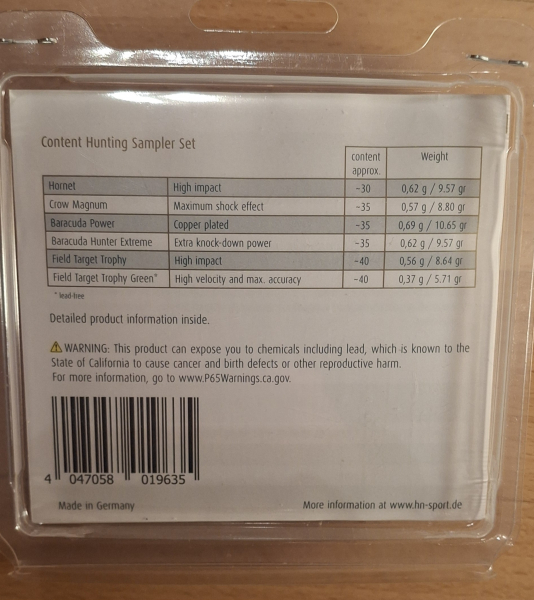 Content Hunting Sampler Set
content approx. Weight
Hornet High impact ~30 0,62 g / 9.57 gr
Crow Magnum Maximum shock effect ~35 0,57 g / 8.80 gr
Baracuda Power Copper plated ~35 0,69 g / 10.65 gr
Baracuda Hunter Extreme Extra knock-down power ~35 0,62 g / 9.57 gr
Field Target Trophy High impact ~40 0,56 g / 8.64 gr
Field Target Trophy Green* High velocity and max. accuracy ~40 0,37 g / 5.71 gr
* lead-free
Detailed product information inside.
⚠WARNING: This product can expose you to chemicals including lead, which is known to the
State of California to cause cancer and birth defects or other reproductive harm.
For more information, go to www.P65Warnings.ca.gov.
4 047058 019635
Made in Germany More information at www.hn-sport.de